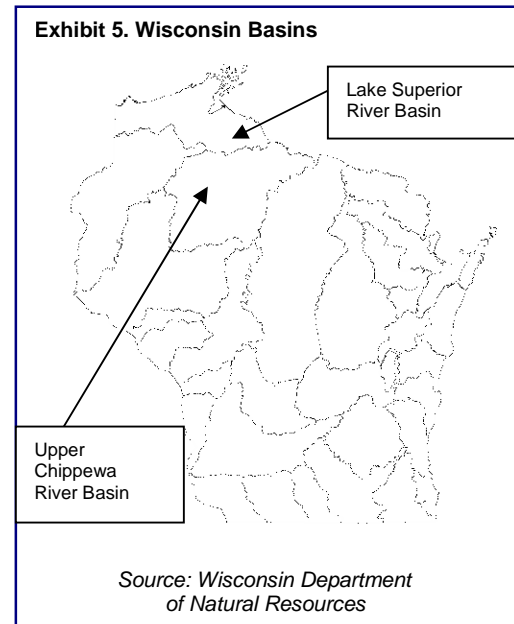 Exhibit 5. Wisconsin Basins
Lake Superior
River Basin
Upper
Chippewa
River Basin
Source: Wisconsin Department
of Natural Resources